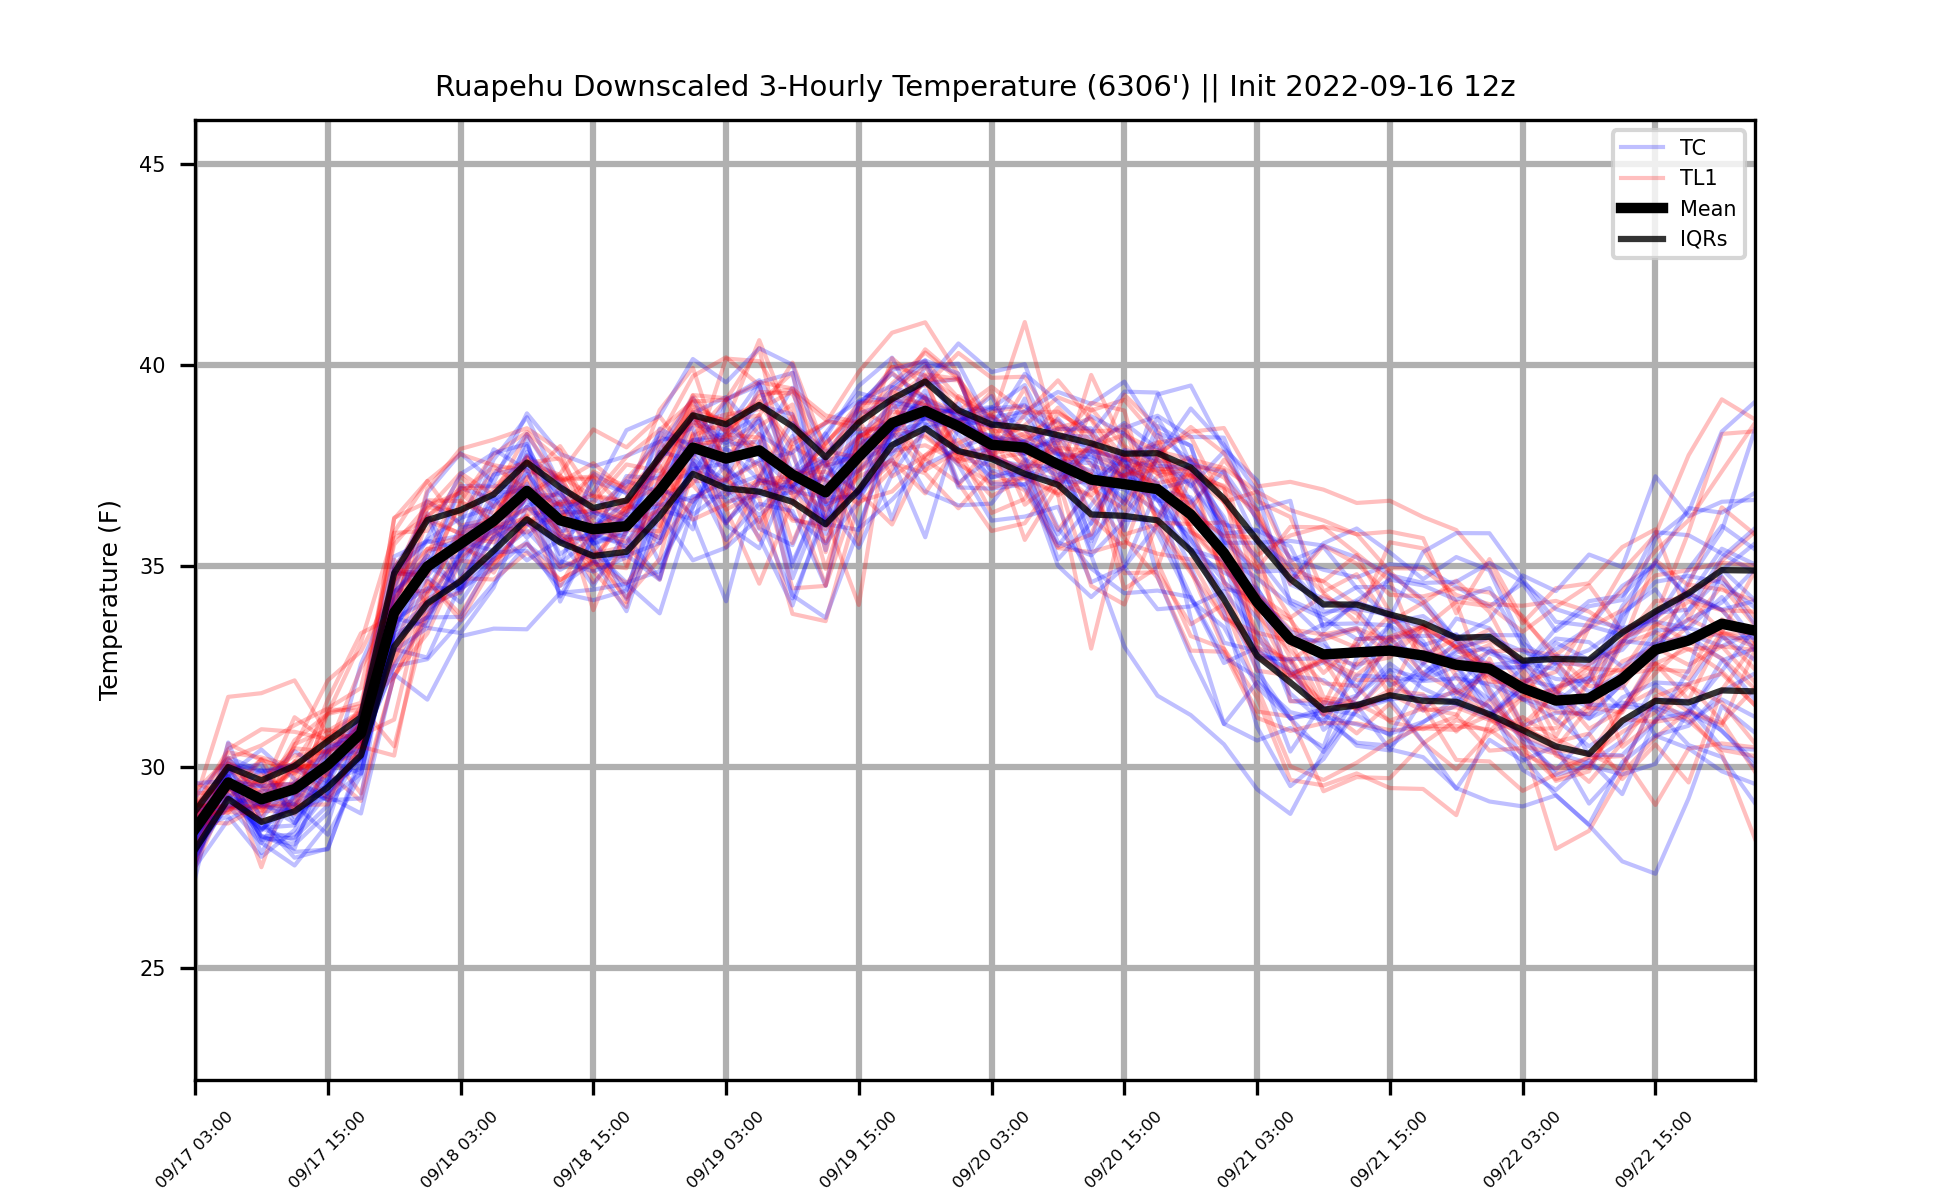 Ruapehu Downscaled 3-Hourly Temperature (6306') || Init 2022-09-16 12z
TC
TL1
Mean
IQRs
Temperature (F)
45
40
35
30
25
09/17 03:00
09/17 15:00
09/18 03:00
09/18 15:00
09/19 03:00
09/19 15:00
09/20 03:00
09/20 15:00
09/21 03:00
09/21 15:00
09/22 03:00
09/22 15:00